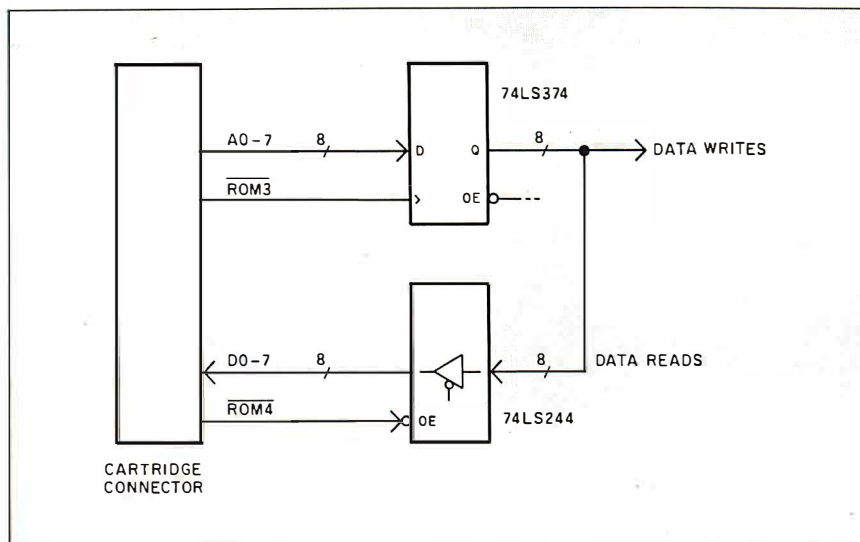 74LS374
A0-7
8
D
Q
8
DATA WRITES
ROM3
>
OE
D0-7
8
8
DATA READS
ROM4
OE
74LS244
CARTRIDGE
CONNECTOR